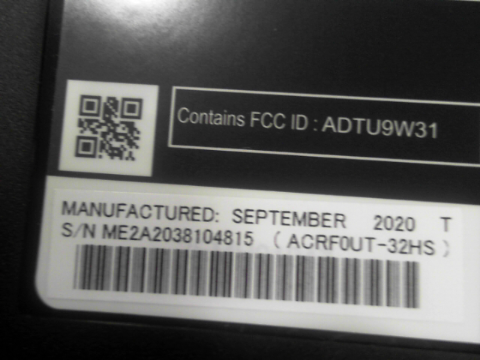 Contains FCC ID : ADTU9W31
MANUFACTURED: SEPTEMBER 2020 T
S/N ME2A2038104815 (ACRF0UT-32HS)